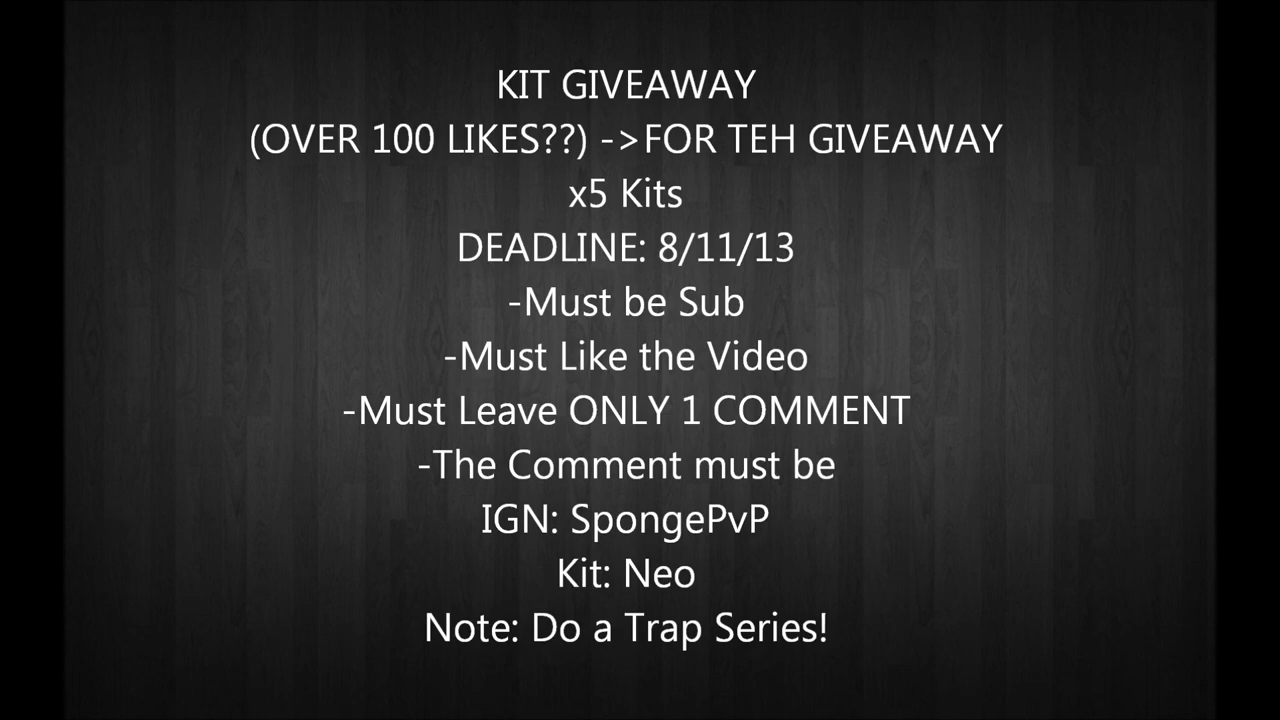 KIT GIVEAWAY
(OVER 100 LIKES??) ->FOR TEH GIVEAWAY
x5 Kits
DEADLINE: 8/11/13
-Must be Sub
-Must Like the Video
-Must Leave ONLY 1 COMMENT
-The Comment must be
IGN: SpongePvP
Kit: Neo
Note: Do a Trap Series!